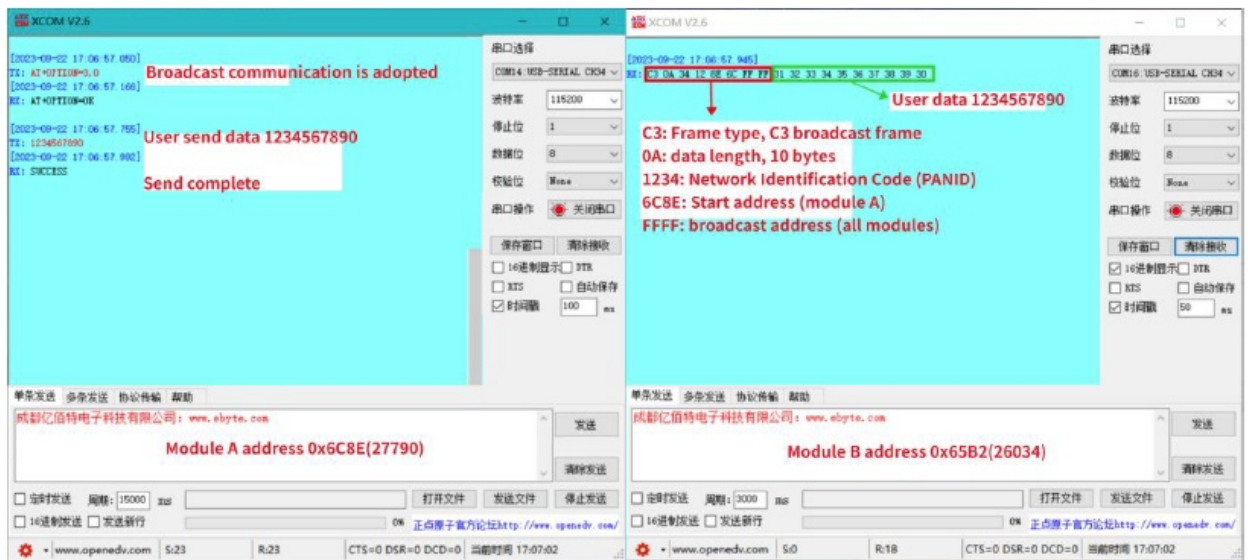 XCOM V2.6
[2023-09-22 17:06:57.050]
TX: AT+OPTION=3,0
Broadcast communication is adopted
[2023-09-22 17:06:57.166]
RX: AT+OPTION=OK
[2023-09-22 17:06:57.755]
User send data 1234567890
TX: 1234567890
[2023-09-22 17:06:57.992]
RX: SUCCESS
Send complete
串口选择
COM14:USB-SERIAL CH34
波特率 115200
停止位 1
数据位 8
校验位 None
串口操作 关闭串口
保存窗口 清除接收
16进制显示 DTR
RTS 自动保存
时间戳 100 ms
单条发送 多条发送 协议传输 帮助
成都亿佰特电子科技有限公司: www.ebyte.com
Module A address 0x6C8E(27790)
发送
清除发送
定时发送 周期: 15000 ms 打开文件 发送文件 停止发送
16进制发送 发送新行 0% 正点原子官方论坛http://www.openedv.com/
www.openedv.com S:23 R:23 CTS=0 DSR=0 DCD=0 当前时间 17:07:02
XCOM V2.6
[2023-09-22 17:06:57.945]
RX: C3 0A 34 12 8E 6C FF FF 31 32 33 34 35 36 37 38 39 30
User data 1234567890
C3: Frame type, C3 broadcast frame
0A: data length, 10 bytes
1234: Network Identification Code (PANID)
6C8E: Start address (module A)
FFFF: broadcast address (all modules)
串口选择
COM16:USB-SERIAL CH34
波特率 115200
停止位 1
数据位 8
校验位 None
串口操作 关闭串口
保存窗口 清除接收
16进制显示 DTR
RTS 自动保存
时间戳 50 ms
单条发送 多条发送 协议传输 帮助
成都亿佰特电子科技有限公司: www.ebyte.com
Module B address 0x65B2(26034)
发送
清除发送
定时发送 周期: 3000 ms 打开文件 发送文件 停止发送
16进制发送 发送新行 0% 正点原子官方论坛http://www.openedv.com/
www.openedv.com S:0 R:18 CTS=0 DSR=0 DCD=0 当前时间 17:07:02